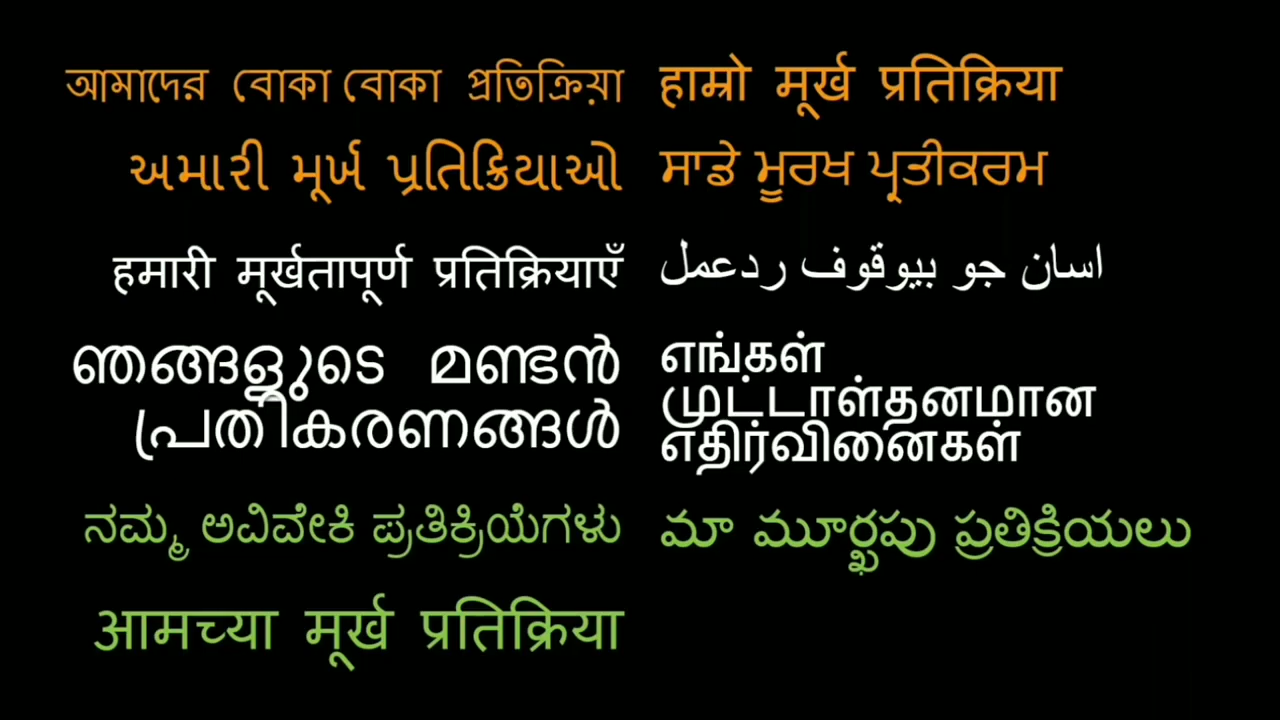 আমাদের বোকা বোকা প্রতিক্রিয়া
हाम्रो मूर्ख प्रतिक्रिया
અમારી મૂર્ખ પ્રતિક્રિયાઓ
ਸਾਡੇ ਮੂਰਖ ਪ੍ਰਤੀਕਰਮ
हमारी मूर्खतापूर्ण प्रतिक्रियाएँ
اسان جو بيوقوف ردعمل
ഞങ്ങളുടെ മണ്ടൻ
പ്രതികരണങ്ങൾ
எங்கள்
முட்டாள்தனமான
எதிர்வினைகள்
ನಮ್ಮ ಅವಿವೇಕಿ ಪ್ರತಿಕ್ರಿಯೆಗಳು
మా మూర్ఖపు ప్రతిక్రియలు
आमच्या मूर्ख प्रतिक्रिया